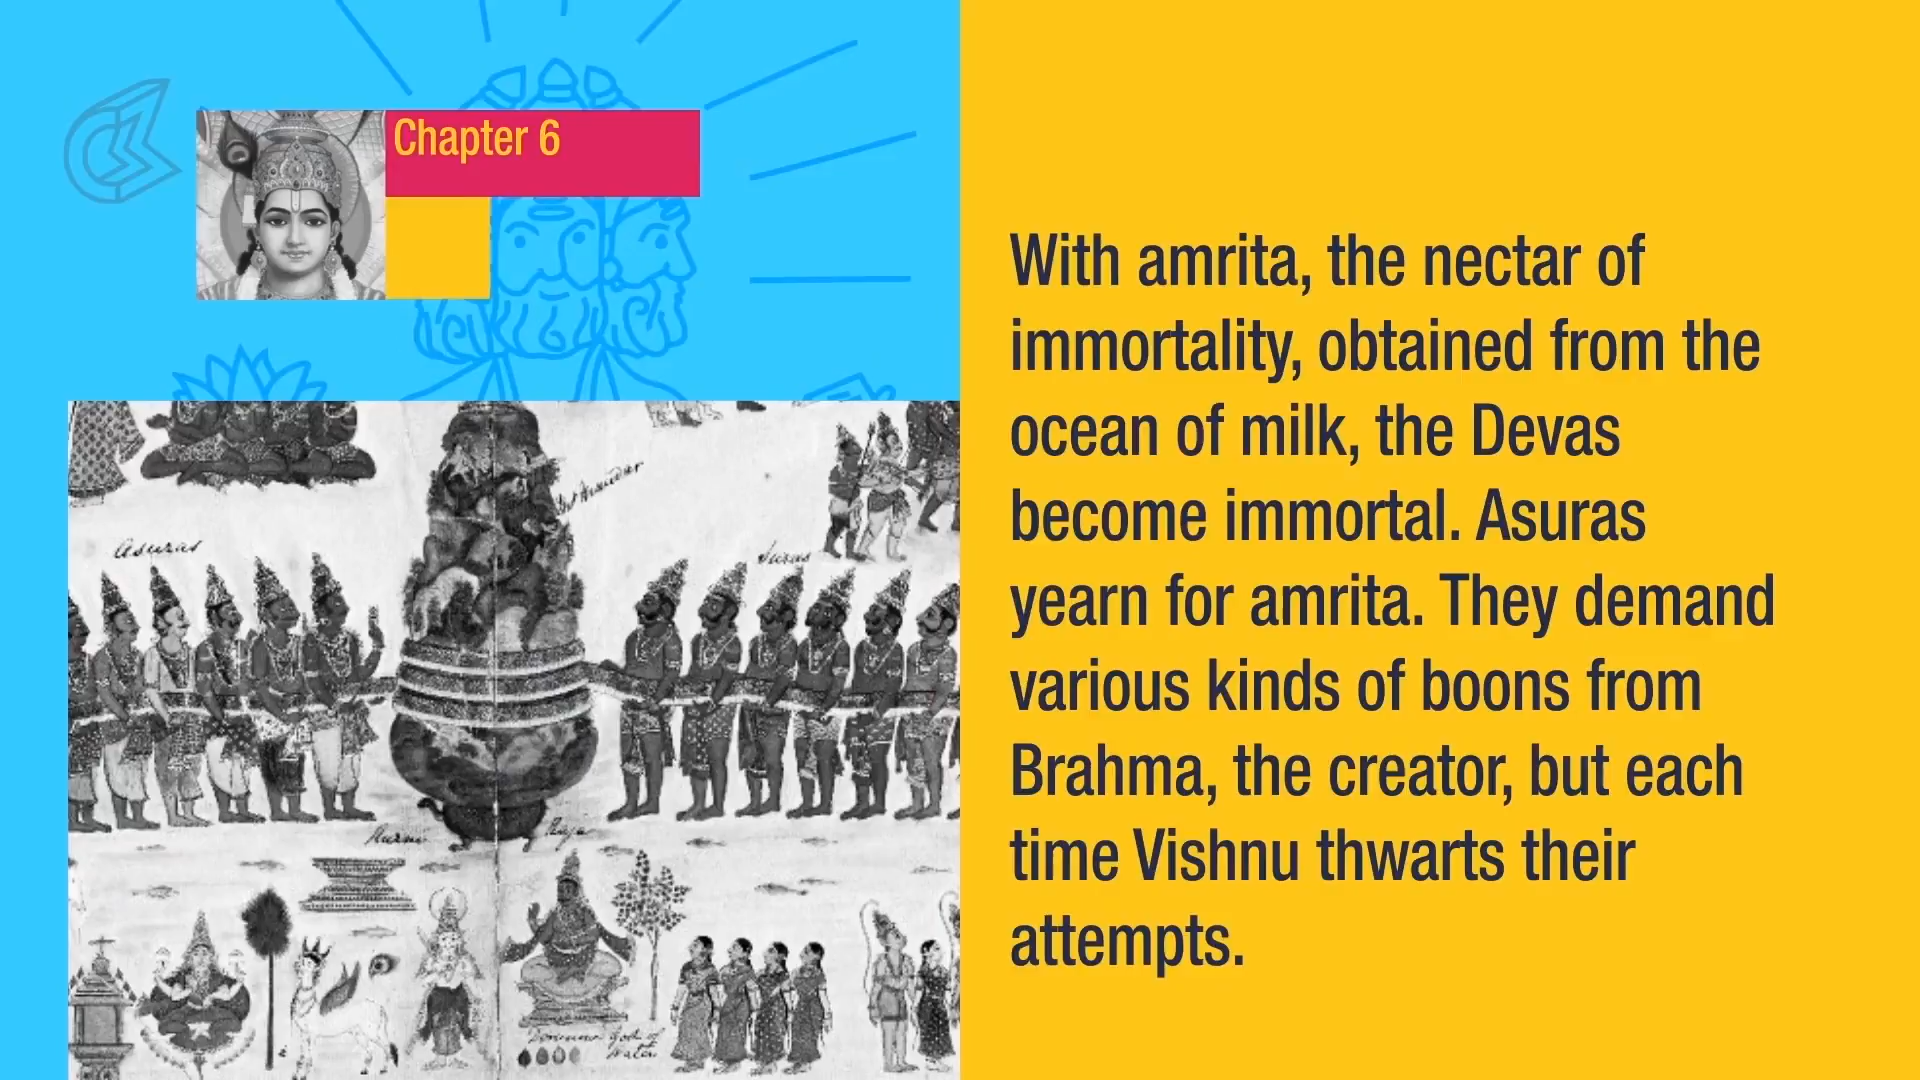 Chapter 6
With amrita, the nectar of
immortality, obtained from the
ocean of milk, the Devas
become immortal. Asuras
yearn for amrita. They demand
various kinds of boons from
Brahma, the creator, but each
time Vishnu thwarts their
attempts.
Asuras
Suras